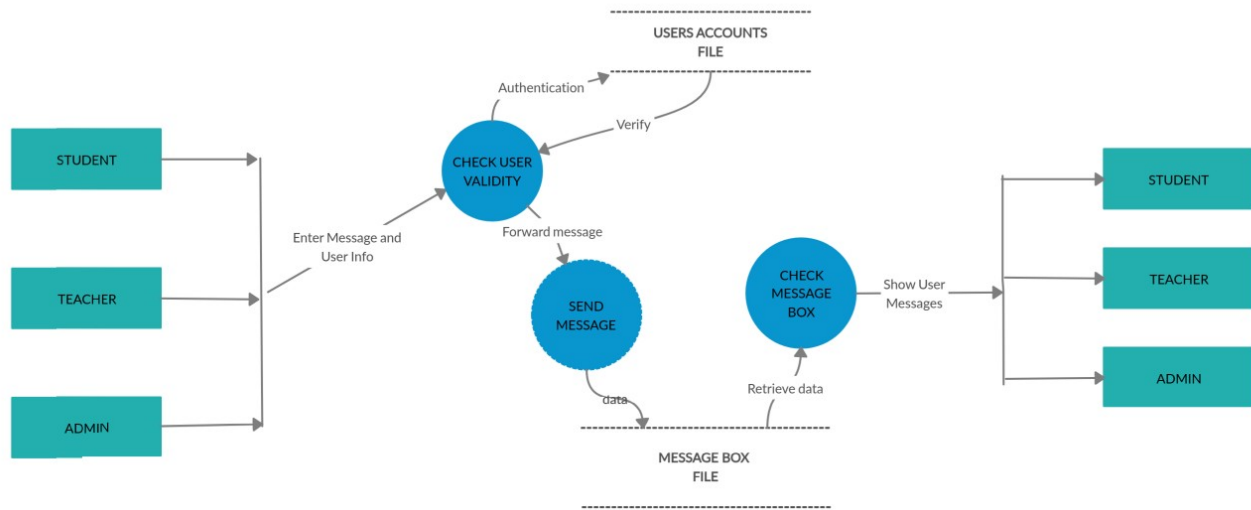 USERS ACCOUNTS
FILE
Authentication
Verify
STUDENT
CHECK USER
VALIDITY
STUDENT
Enter Message and
User Info
Forward message
TEACHER
SEND
MESSAGE
CHECK
MESSAGE
BOX
Show User
Messages
TEACHER
data
Retrieve data
ADMIN
ADMIN
MESSAGE BOX
FILE